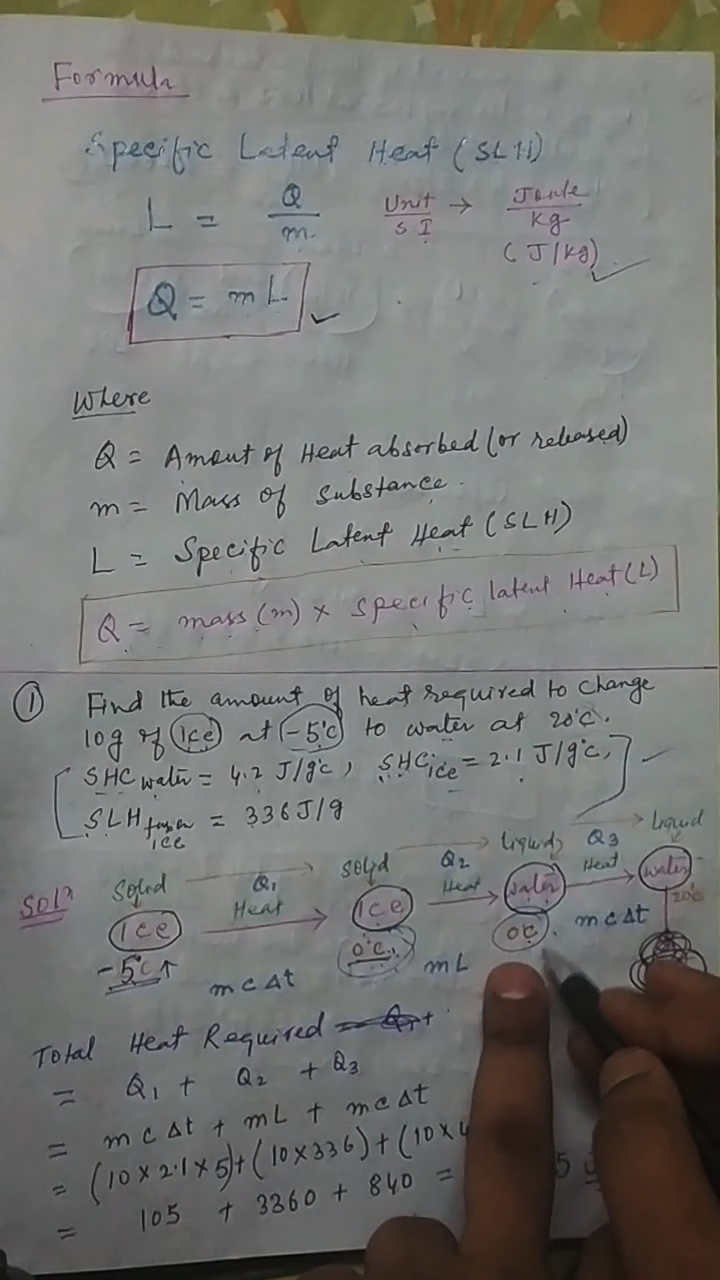 Formula
Specific Latent Heat (SLH)
L = Q/m Unit SI → Joule/kg
(J/kg)
Q = mL
Where
Q = Amout of Heat absorbed (or released)
m = Mass of substance.
L = Specific Latent Heat (SLH)
Q = mass (m) × specific latent Heat (L)
① Find the amount of heat required to change
10g of Ice at -5°C to water at 20°C.
SHC water = 4.2 J/g°C, SHC ice = 2.1 J/g°C,
SLH fusion ice = 336 J/g
Solid → solid → liquid, → liquid
SOLn Ice Q1 Heat → Ice Q2 Heat → water Q3 Heat → water
-5°C↑ 0°C 0°C 20°C
mcΔt mL mcΔt
Total Heat Required
= Q1 + Q2 + Q3
= mcΔt + mL + mcΔt
= (10×2.1×5)+(10×336)+(10×4
= 105 + 3360 + 840 = 5 J